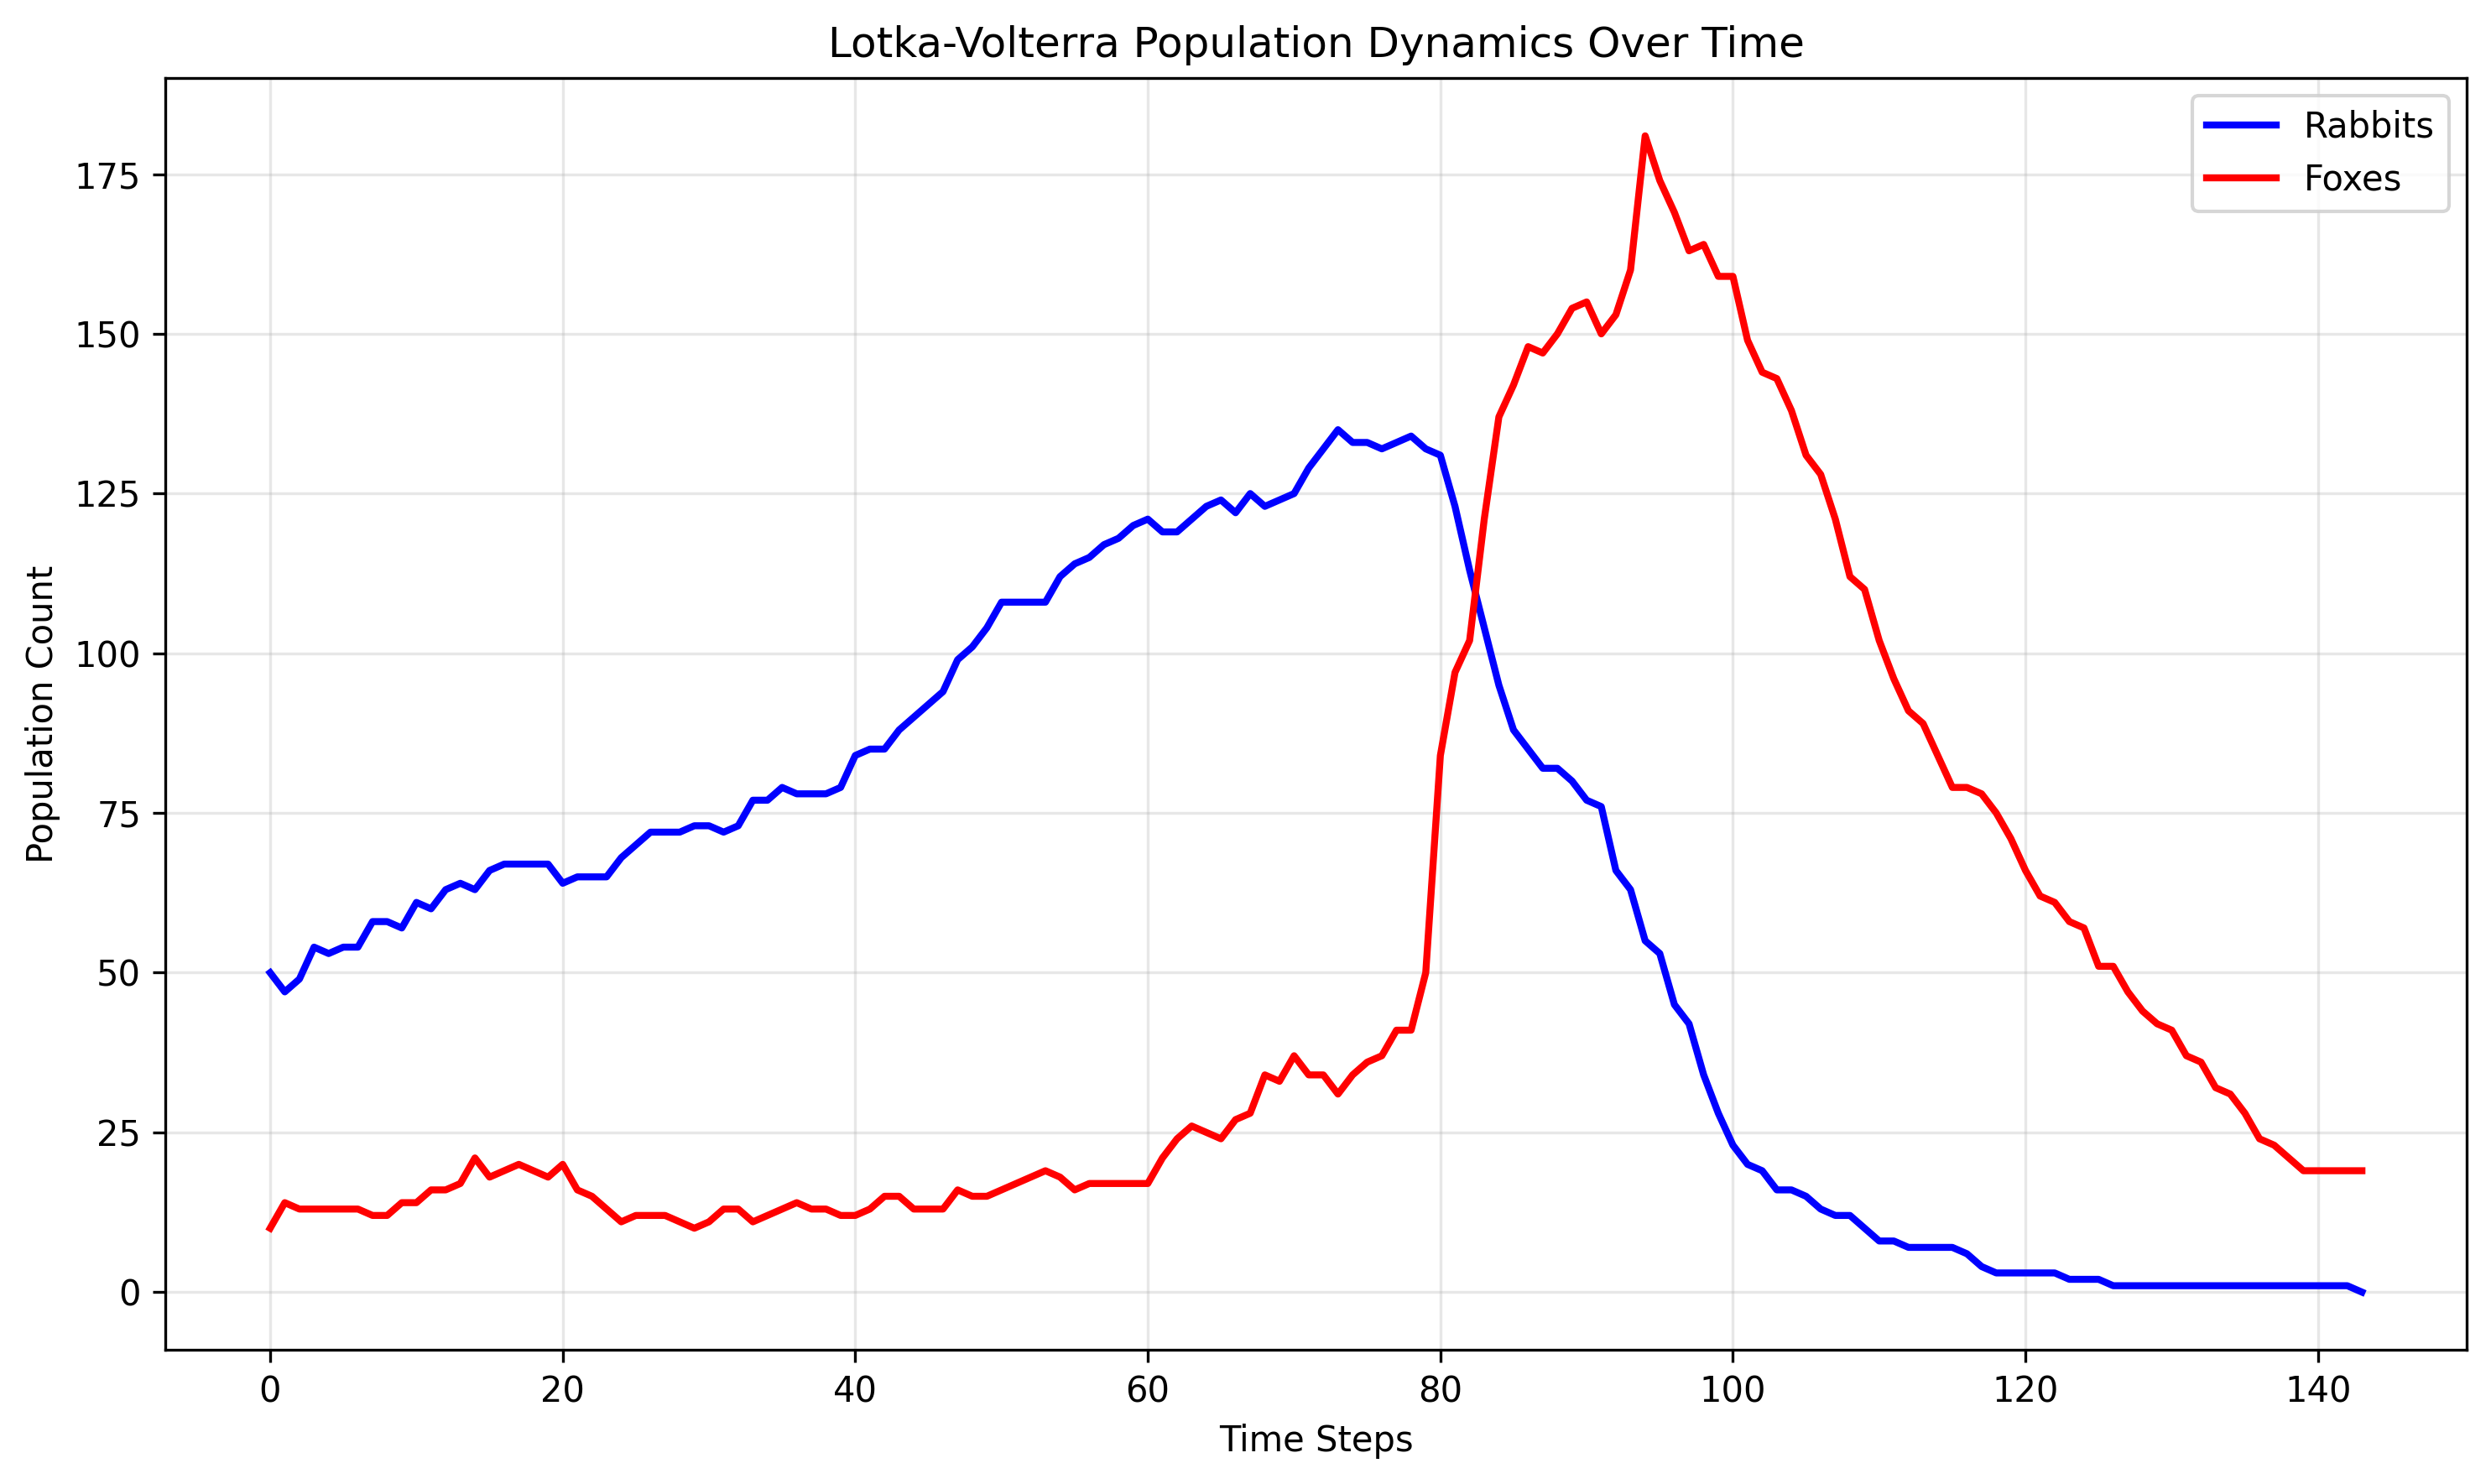 Lotka-Volterra Population Dynamics Over Time
Rabbits
Foxes
Population Count
175
150
125
100
75
50
25
0
0 20 40 60 80 100 120 140
Time Steps